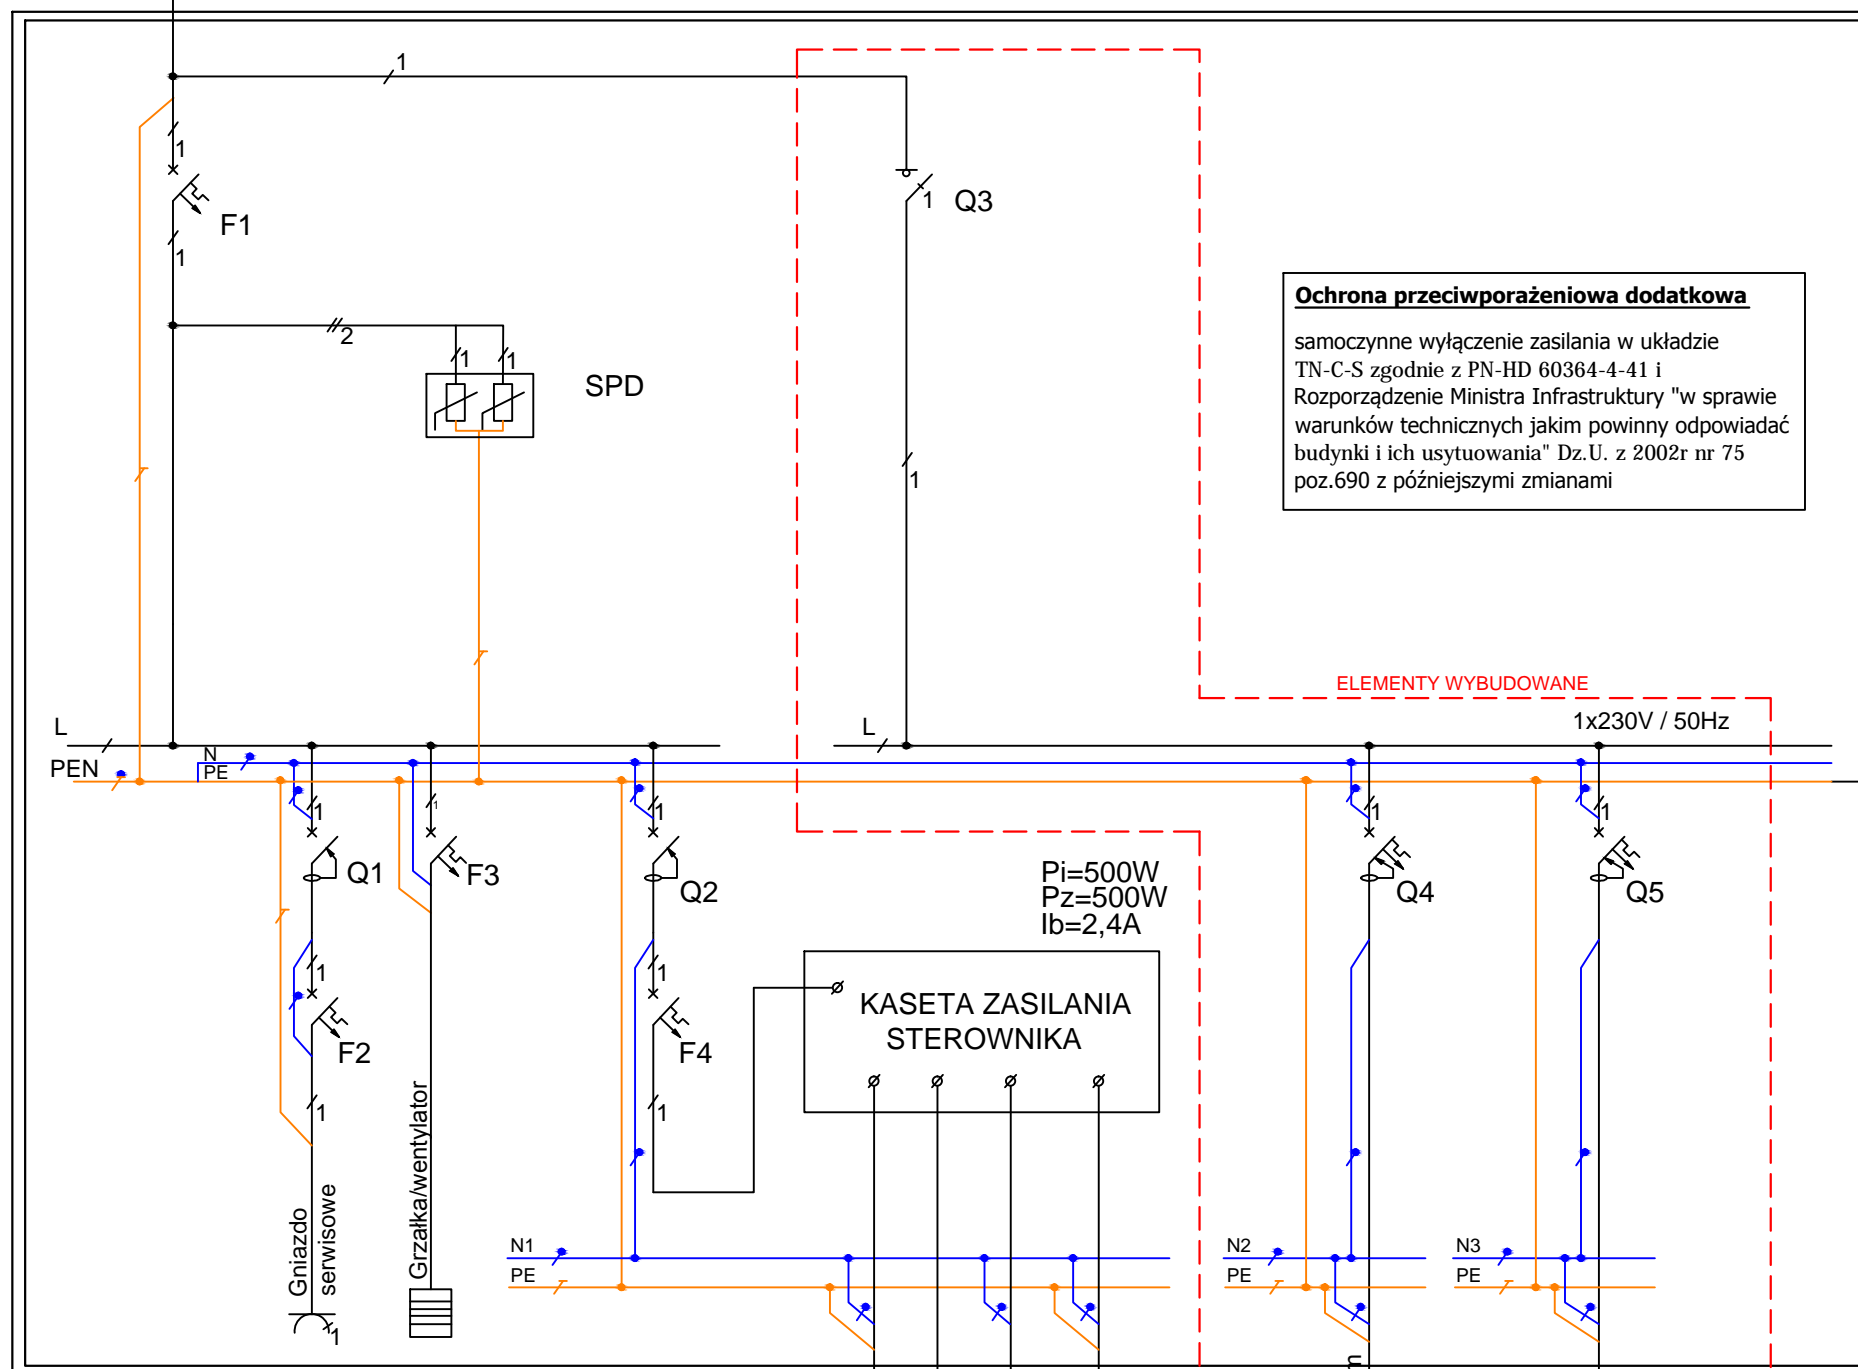 1
1
F1
1
1 Q3
2
1
1
SPD
1
Ochrona przeciwporażeniowa dodatkowa
samoczynne wyłączenie zasilania w układzie
TN-C-S zgodnie z PN-HD 60364-4-41 i
Rozporządzenie Ministra Infrastruktury "w sprawie
warunków technicznych jakim powinny odpowiadać
budynki i ich usytuowania" Dz.U. z 2002r nr 75
poz.690 z późniejszymi zmianami
ELEMENTY WYBUDOWANE
1x230V / 50Hz
L
L
PEN
N
PE
1
1
1
1
1
Q1
F3
Q2
Q4
Q5
Pi=500W
Pz=500W
Ib=2,4A
1
1
F2
F4
1
1
KASETA ZASILANIA
STEROWNIKA
Gniazdo
serwisowe
1
Grzałka/wentylator
N1
PE
N2
PE
N3
PE